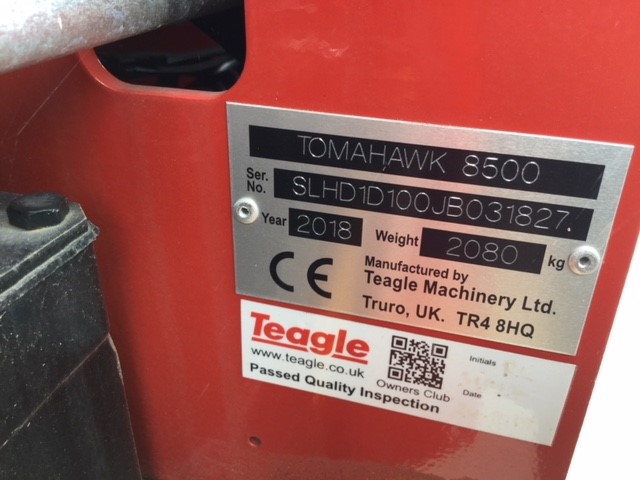 TOMAHAWK 8500
Ser. No. SLHD1D100JB031827.
Year 2018 Weight 2080 kg
CE Manufactured by
Teagle Machinery Ltd.
Truro, UK. TR4 8HQ
Teagle
www.teagle.co.uk
Owners Club
Passed Quality Inspection
Initials
Date